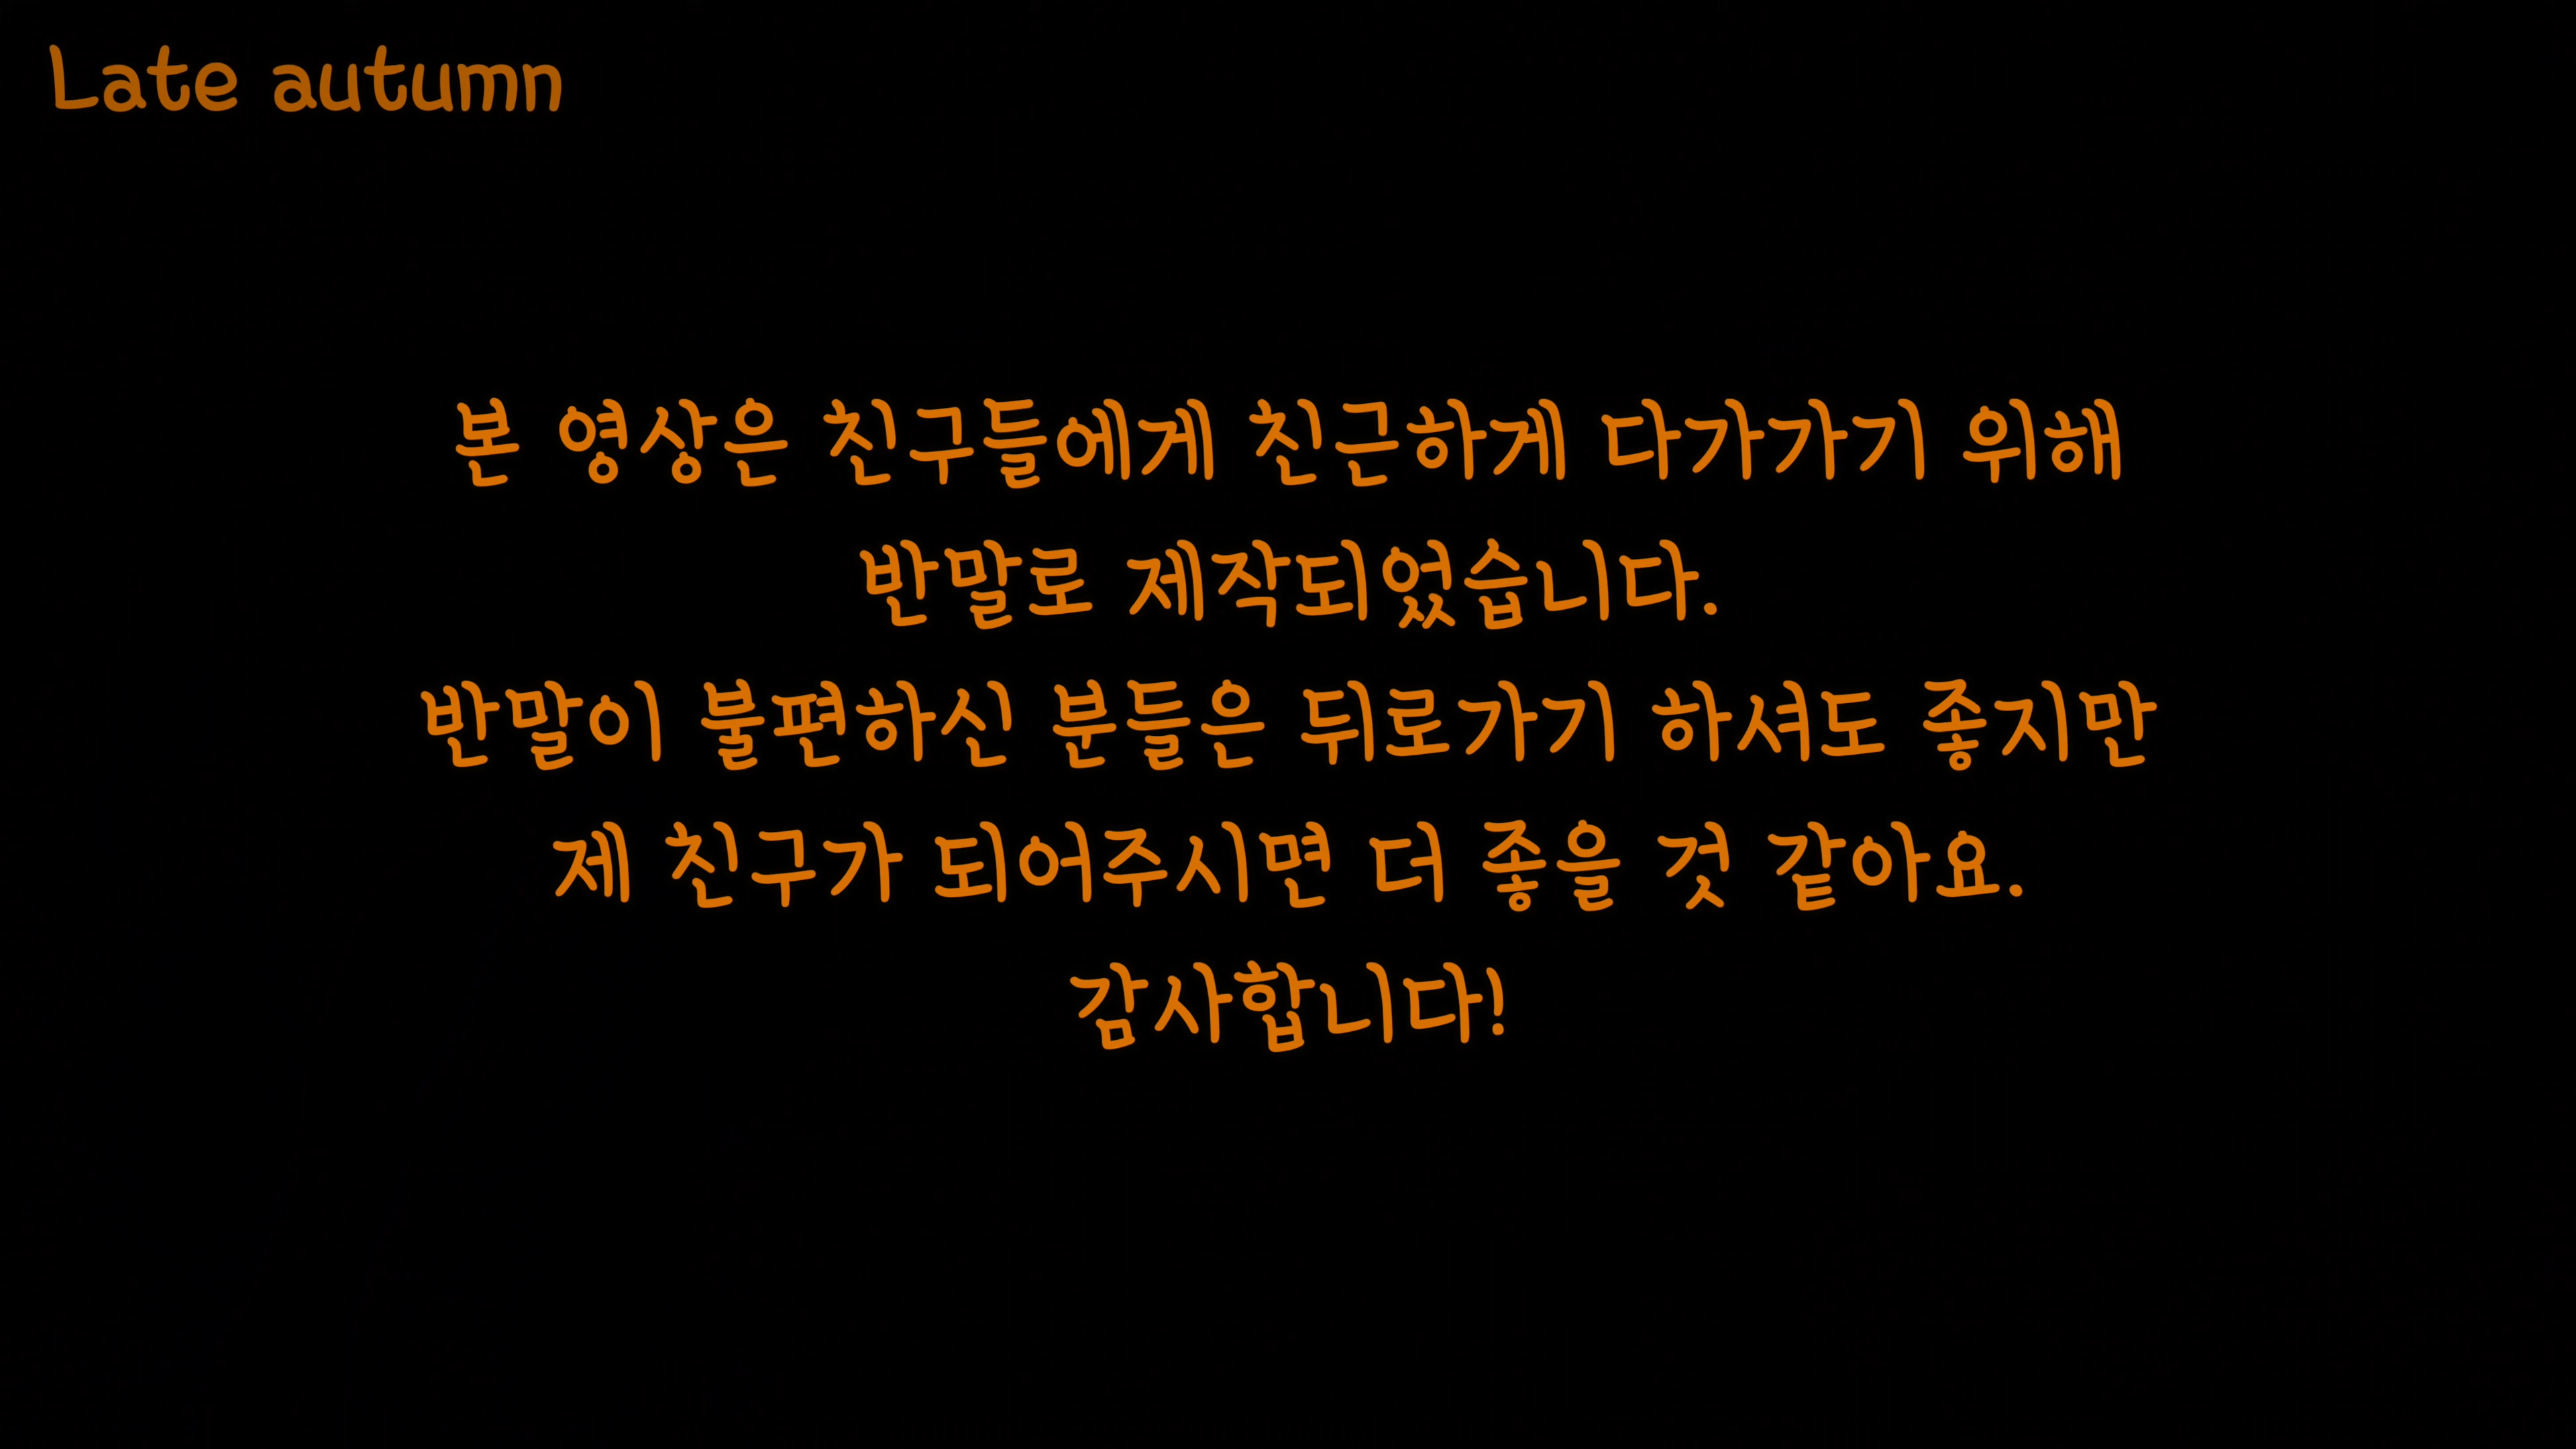 Late autumn
본 영상은 친구들에게 친근하게 다가가기 위해
반말로 제작되었습니다.
반말이 불편하신 분들은 뒤로가기 하셔도 좋지만
제 친구가 되어주시면 더 좋을 것 같아요.
감사합니다!